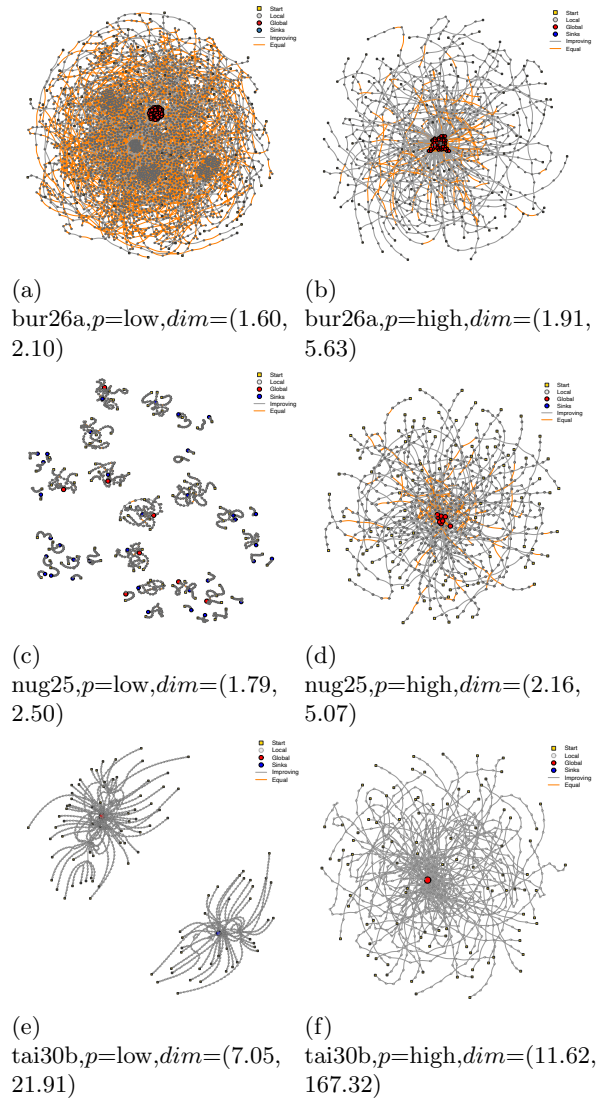 Start
Local
Global
Sinks
Improving
Equal
Start
Local
Global
Sinks
Improving
Equal
(a)
bur26a,p=low,dim=(1.60,
2.10)
(b)
bur26a,p=high,dim=(1.91,
5.63)
Start
Local
Global
Sinks
Improving
Equal
Start
Local
Global
Sinks
Improving
Equal
(c)
nug25,p=low,dim=(1.79,
2.50)
(d)
nug25,p=high,dim=(2.16,
5.07)
Start
Local
Global
Sinks
Improving
Equal
Start
Local
Global
Sinks
Improving
Equal
(e)
tai30b,p=low,dim=(7.05,
21.91)
(f)
tai30b,p=high,dim=(11.62,
167.32)